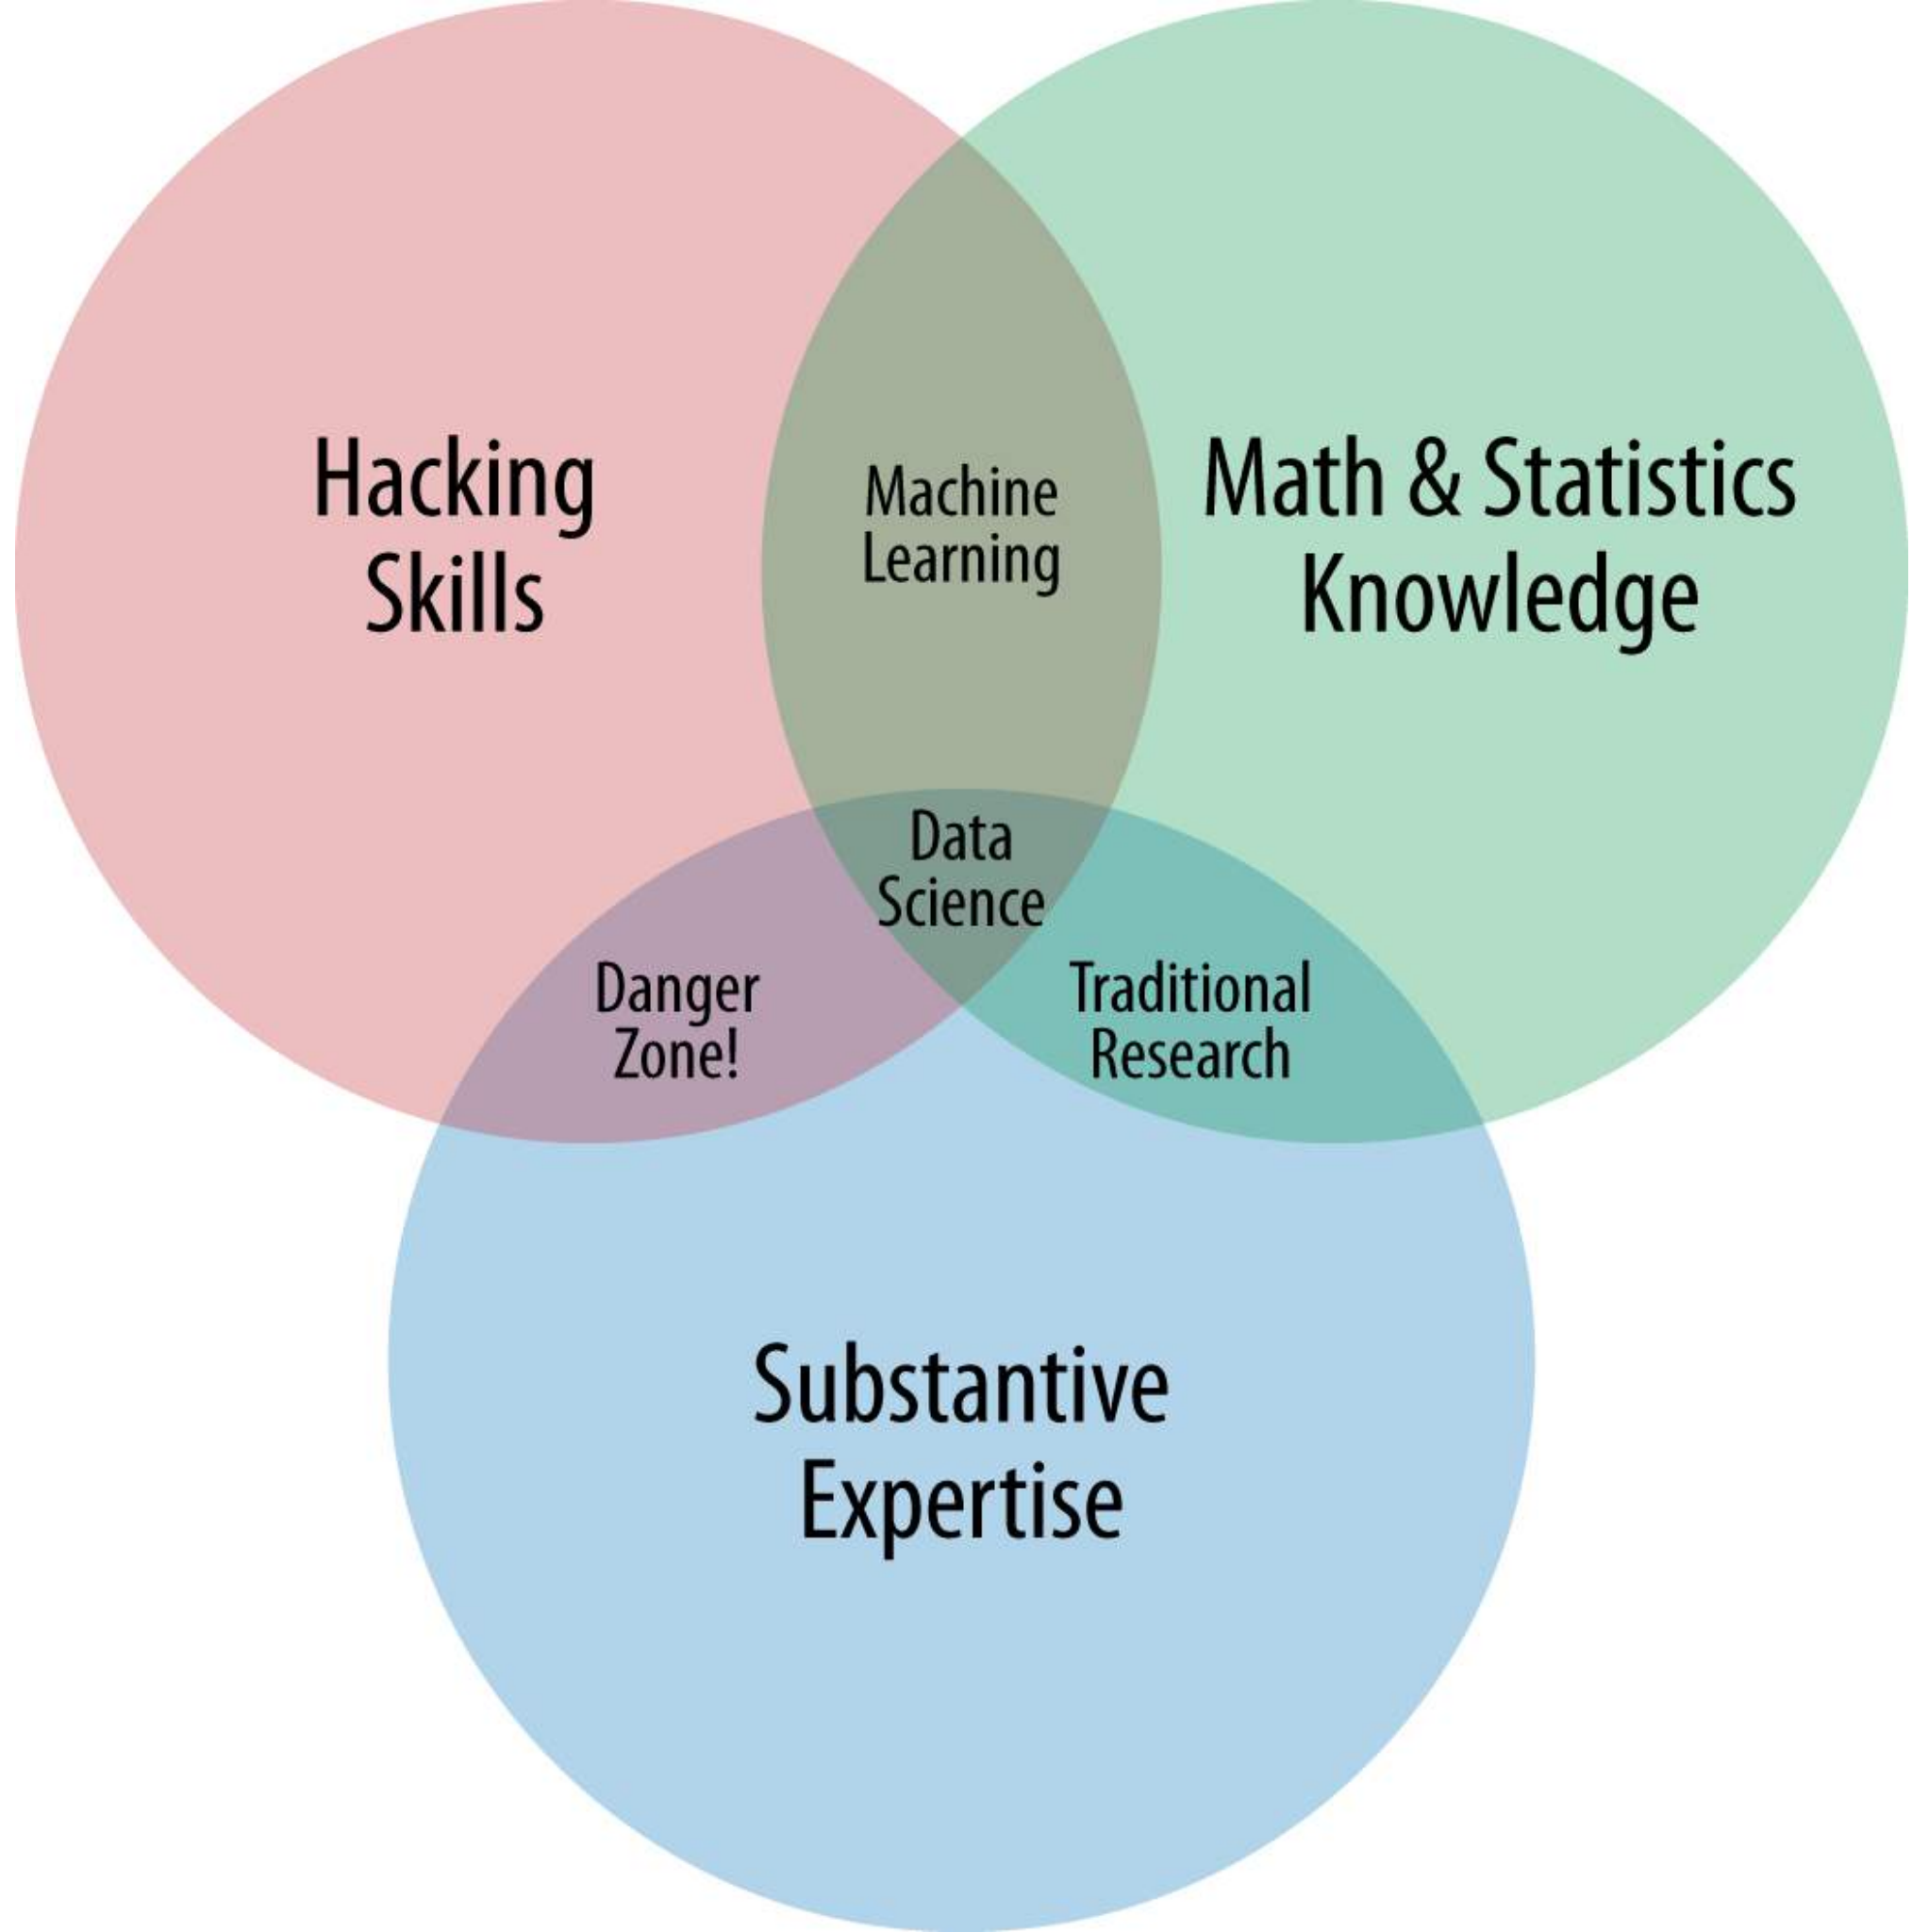 Hacking
Skills
Machine
Learning
Math & Statistics
Knowledge
Data
Science
Danger
Zone!
Traditional
Research
Substantive
Expertise